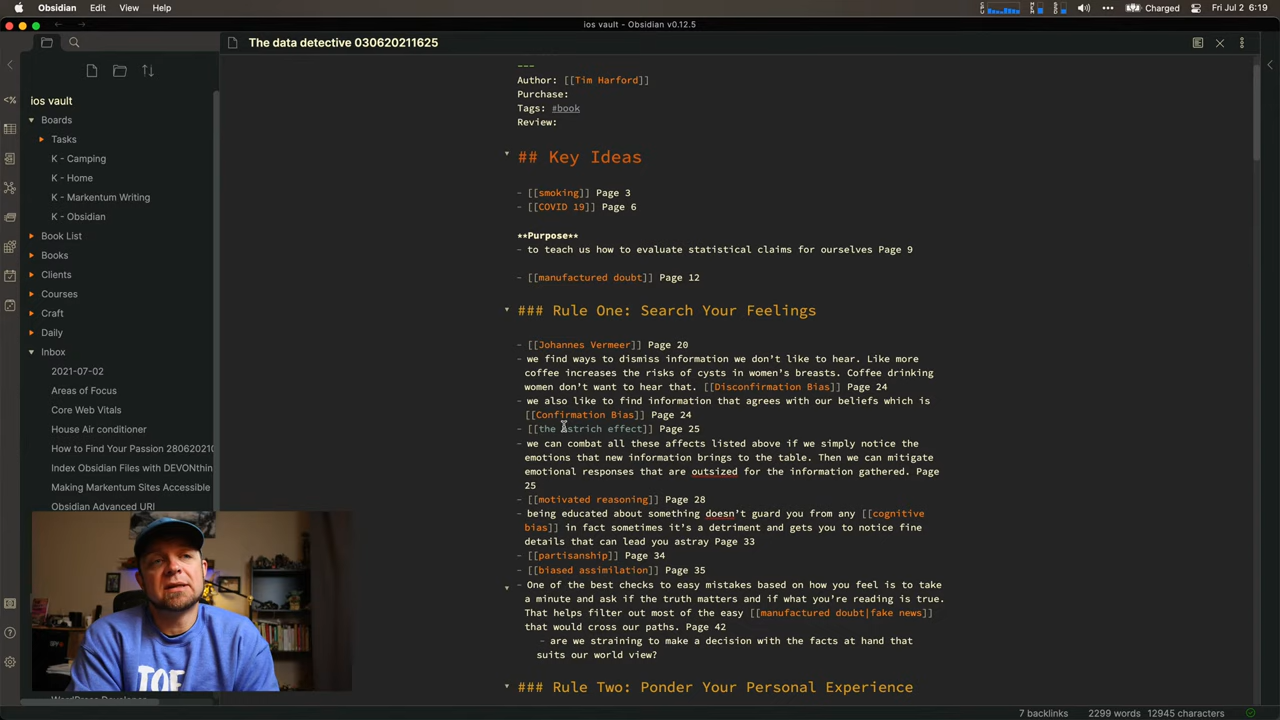 Obsidian Edit View Help
Charged Fri Jul 2 6:19
ios vault - Obsidian v0.12.5
The data detective 030620211625
ios vault
Boards
Tasks
K - Camping
K - Home
K - Markentum Writing
K - Obsidian
Book List
Books
Clients
Courses
Craft
Daily
Inbox
2021-07-02
Areas of Focus
Core Web Vitals
House Air conditioner
How to Find Your Passion 28062021
Index Obsidian Files with DEVONthin
Making Markentum Sites Accessible
Obsidian Advanced URI
---
Author: [[Tim Harford]]
Purchase:
Tags: #book
Review:
## Key Ideas
- [[smoking]] Page 3
- [[COVID 19]] Page 6
**Purpose**
- to teach us how to evaluate statistical claims for ourselves Page 9
- [[manufactured doubt]] Page 12
### Rule One: Search Your Feelings
- [[Johannes Vermeer]] Page 20
- we find ways to dismiss information we don't like to hear. Like more
coffee increases the risks of cysts in women's breasts. Coffee drinking
women don't want to hear that. [[Disconfirmation Bias]] Page 24
- we also like to find information that agrees with our beliefs which is
[[Confirmation Bias]] Page 24
- [[the ostrich effect]] Page 25
- we can combat all these affects listed above if we simply notice the
emotions that new information brings to the table. Then we can mitigate
emotional responses that are outsized for the information gathered. Page
25
- [[motivated reasoning]] Page 28
- being educated about something doesn't guard you from any [[cognitive
bias]] in fact sometimes it's a detriment and gets you to notice fine
details that can lead you astray Page 33
- [[partisanship]] Page 34
- [[biased assimilation]] Page 35
- One of the best checks to easy mistakes based on how you feel is to take
a minute and ask if the truth matters and if what you're reading is true.
That helps filter out most of the easy [[manufactured doubt|fake news]]
that would cross our paths. Page 42
- are we straining to make a decision with the facts at hand that
suits our world view?
### Rule Two: Ponder Your Personal Experience
7 backlinks 2299 words 12945 characters